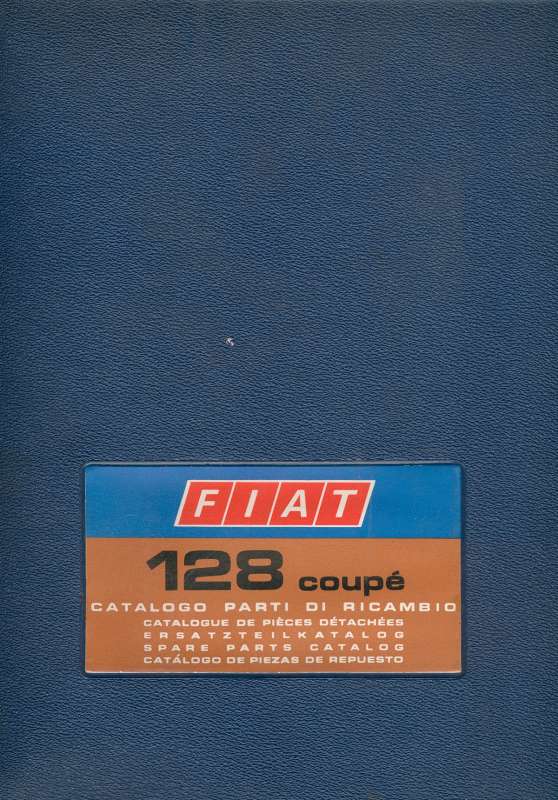 FIAT
128 coupé
CATALOGO PARTI DI RICAMBIO
CATALOGUE DE PIÈCES DÉTACHÉES
ERSATZTEILKATALOG
SPARE PARTS CATALOG
CATÁLOGO DE PIEZAS DE REPUESTO